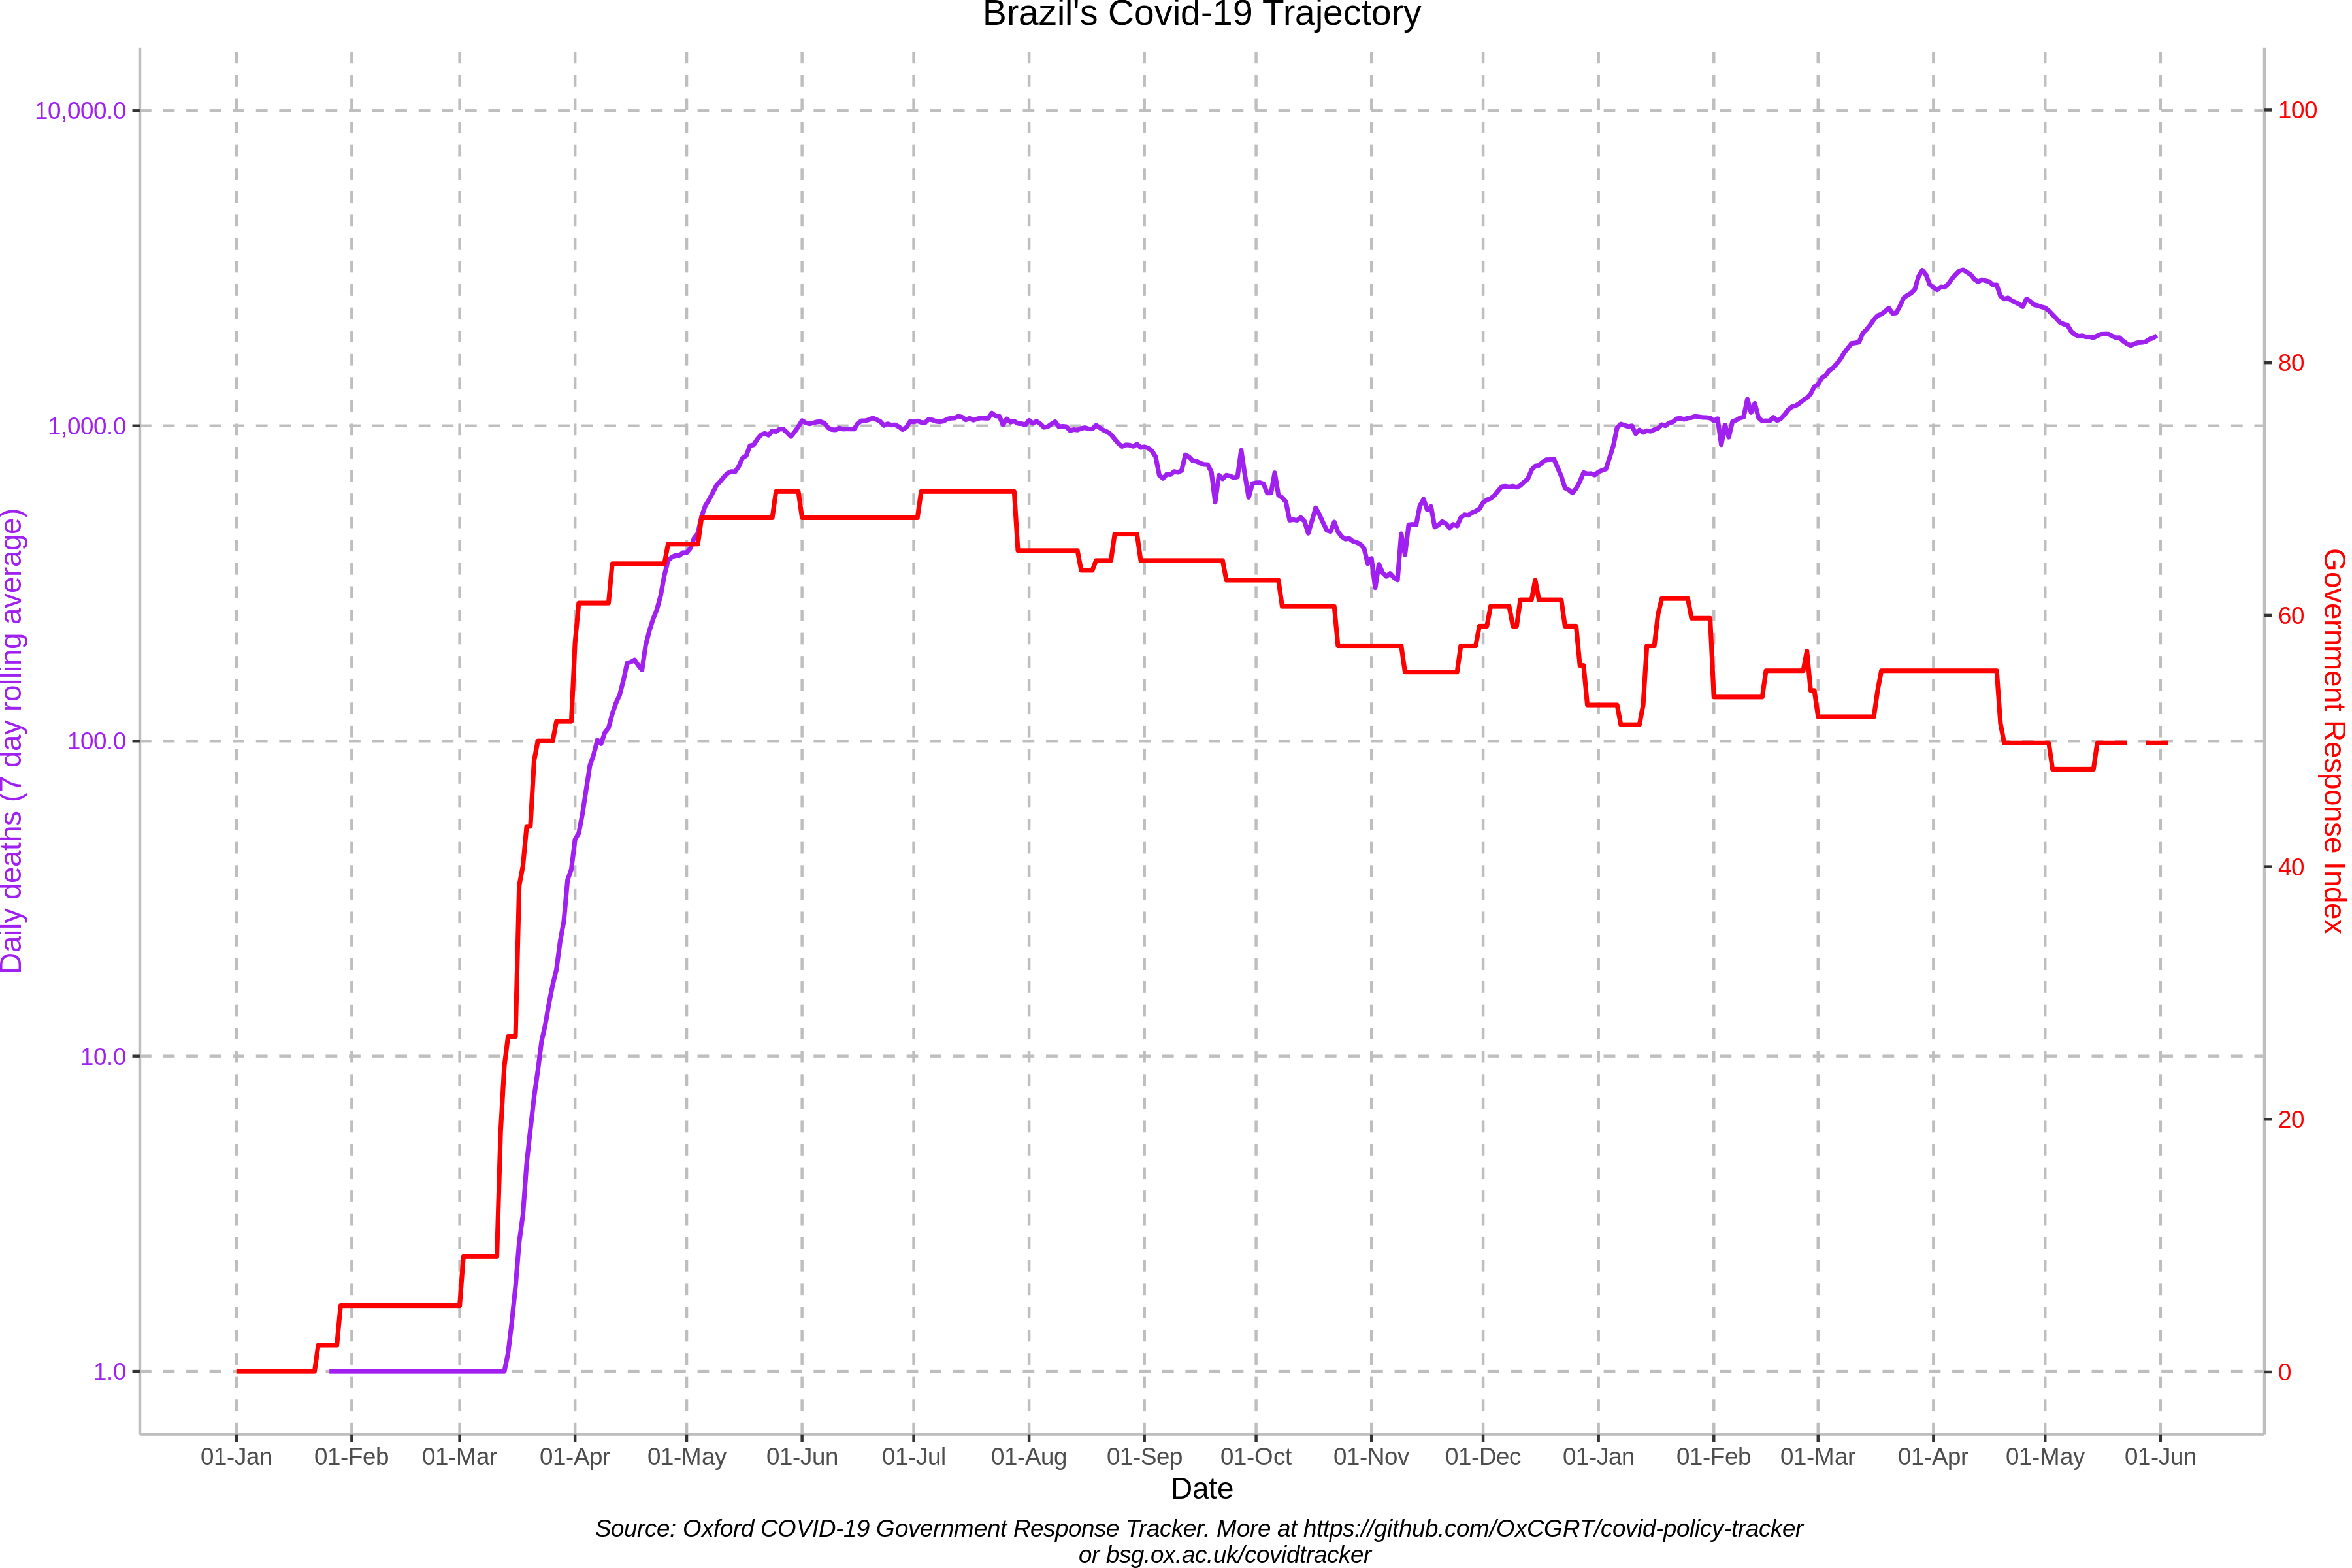 Brazil's Covid-19 Trajectory
10,000.0
1,000.0
100.0
10.0
1.0
Daily deaths (7 day rolling average)
100
80
60
40
20
0
Government Response Index
01-Jan 01-Feb 01-Mar 01-Apr 01-May 01-Jun 01-Jul 01-Aug 01-Sep 01-Oct 01-Nov 01-Dec 01-Jan 01-Feb 01-Mar 01-Apr 01-May 01-Jun
Date
Source: Oxford COVID-19 Government Response Tracker. More at https://github.com/OxCGRT/covid-policy-tracker
or bsg.ox.ac.uk/covidtracker